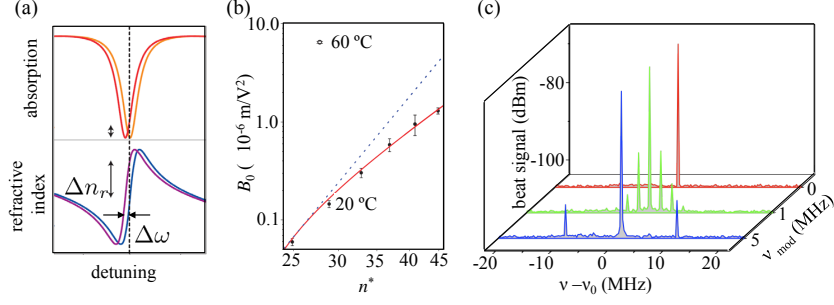 (a)
absorption
Δn_r
refractive
index
Δω
detuning
(b)
10.0
1.0
0.1
B_0 ( 10^-6 m/V^2)
60 ºC
20 ºC
25 30 35 40 45
n*
(c)
-80
-100
beat signal (dBm)
0
1
5
ν_mod (MHz)
-20 -10 0 10 20
ν –ν_0 (MHz)